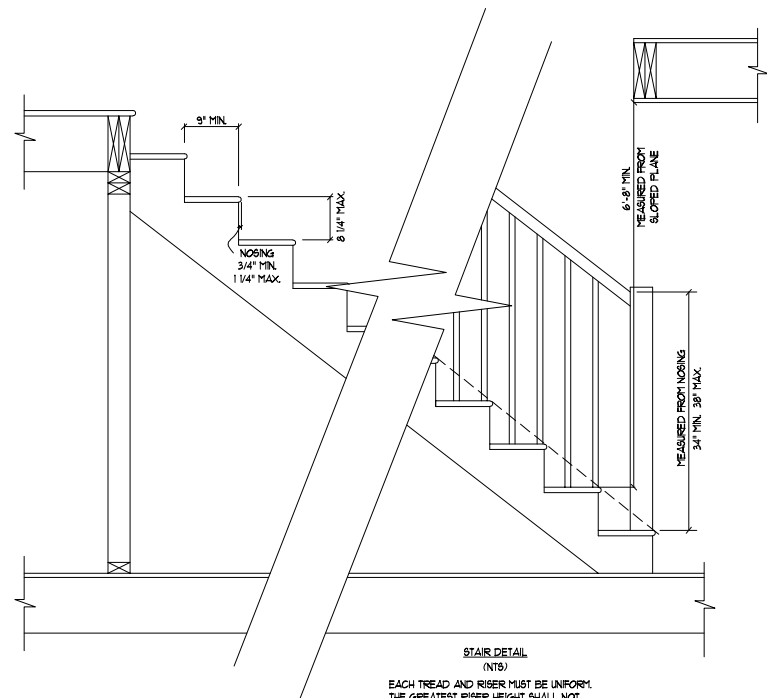 9" MIN.
8 1/4" MAX.
NOSING
3/4" MIN.
1 1/4" MAX.
6'-8" MIN.
MEASURED FROM
SLOPED PLANE
MEASURED FROM NOSING
34" MIN. 38" MAX.
STAIR DETAIL
(NTS)
EACH TREAD AND RISER MUST BE UNIFORM.
THE GREATEST RISER HEIGHT SHALL NOT